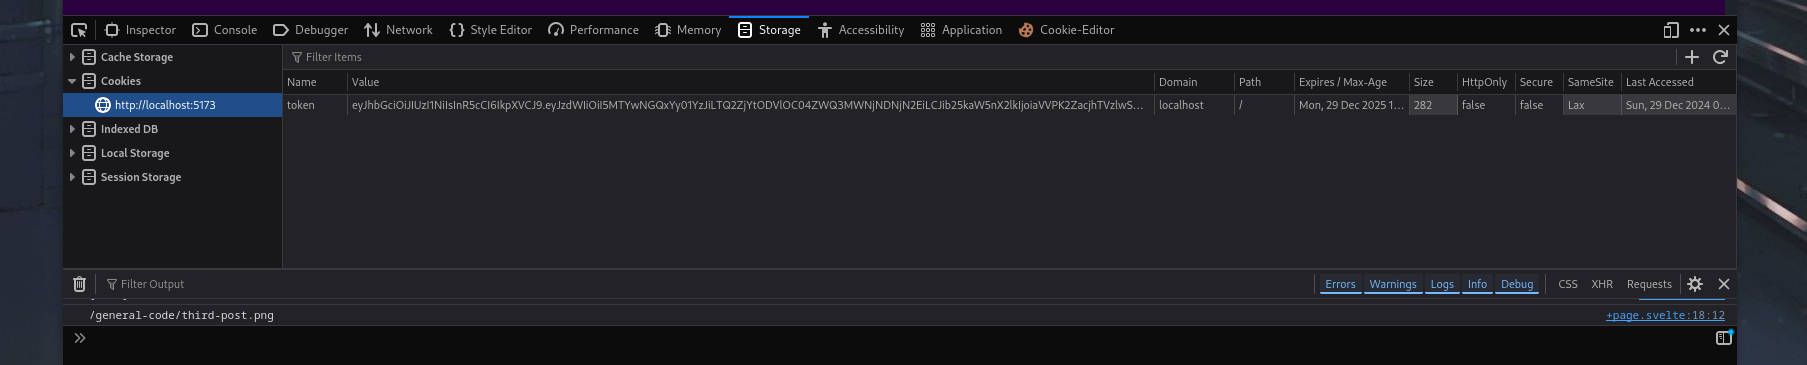 Inspector Console Debugger Network Style Editor Performance Memory Storage Accessibility Application Cookie-Editor
Cache Storage
Filter Items
Cookies
http://localhost:5173
Indexed DB
Local Storage
Session Storage
Name Value Domain Path Expires / Max-Age Size HttpOnly Secure SameSite Last Accessed
token localhost / Mon, 29 Dec 2025 1... 282 false false Lax Sun, 29 Dec 2024 0...
Filter Output
Errors Warnings Logs Info Debug CSS XHR Requests
/general-code/third-post.png +page.svelte:18:12